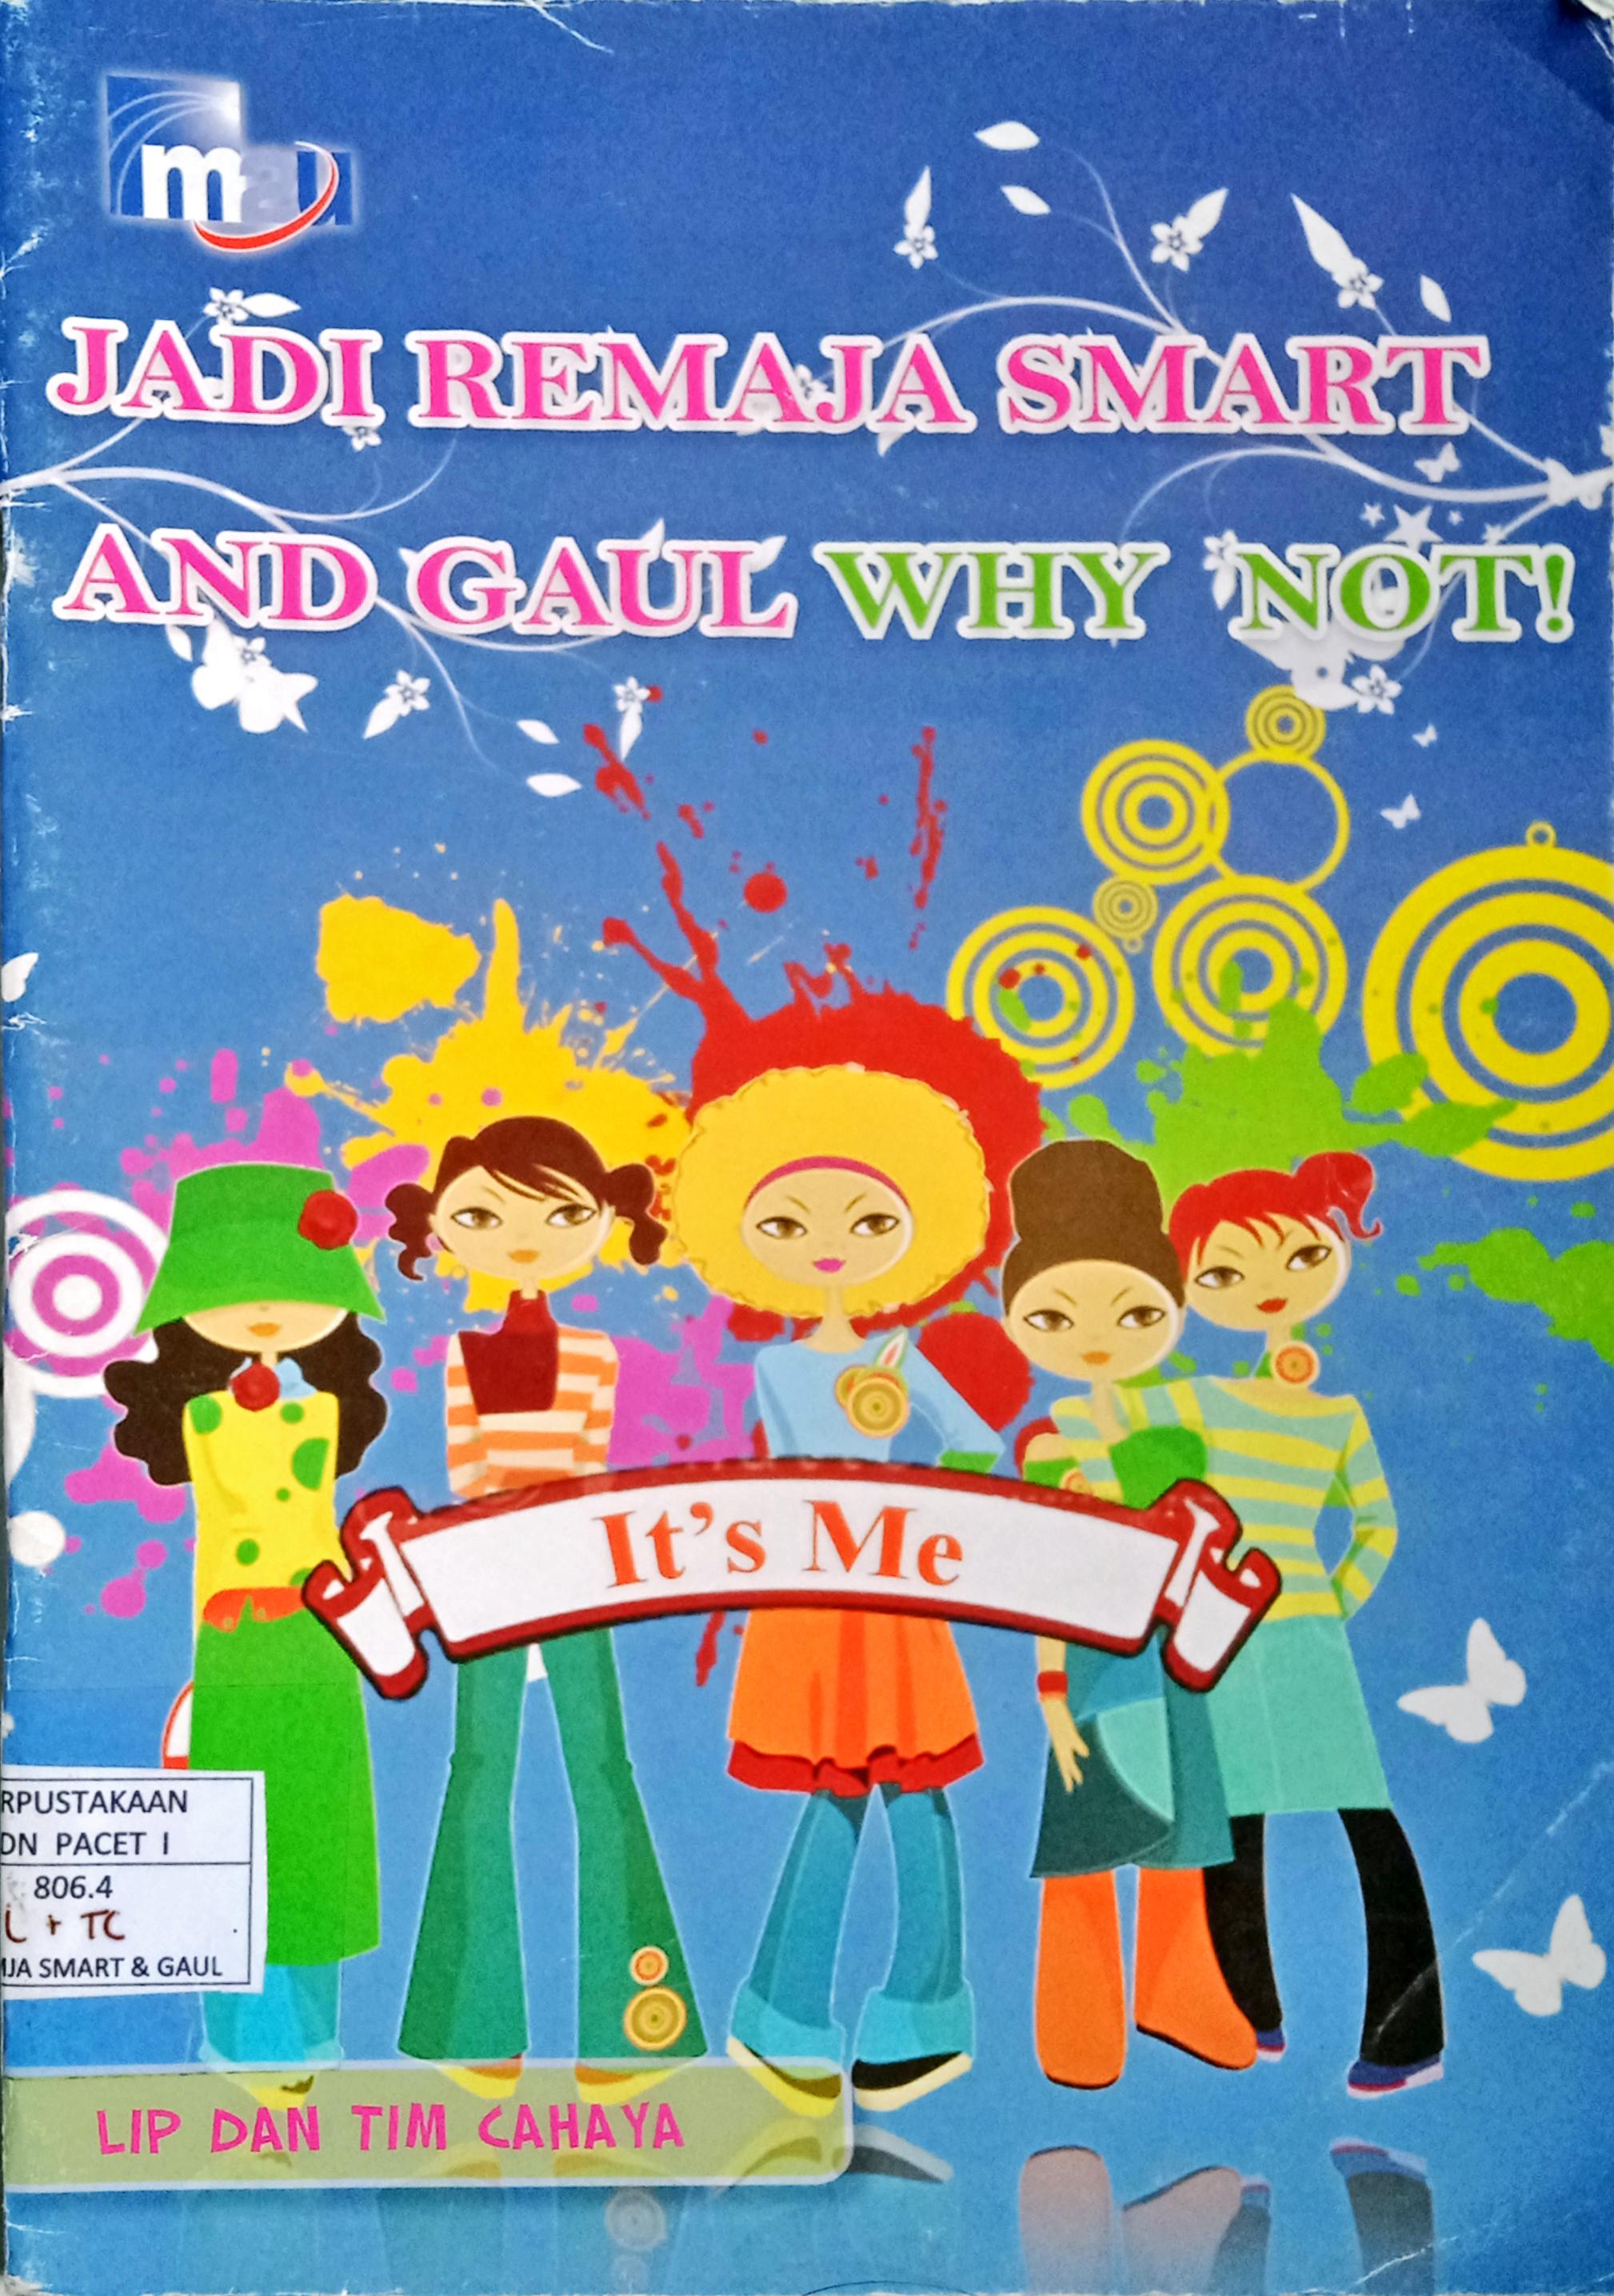 JADI REMAJA SMART
AND GAUL WHY NOT!
It's Me
RPUSTAKAAN
DN PACET I
806.4
L + TC
MJA SMART & GAUL
LIP DAN TIM CAHAYA